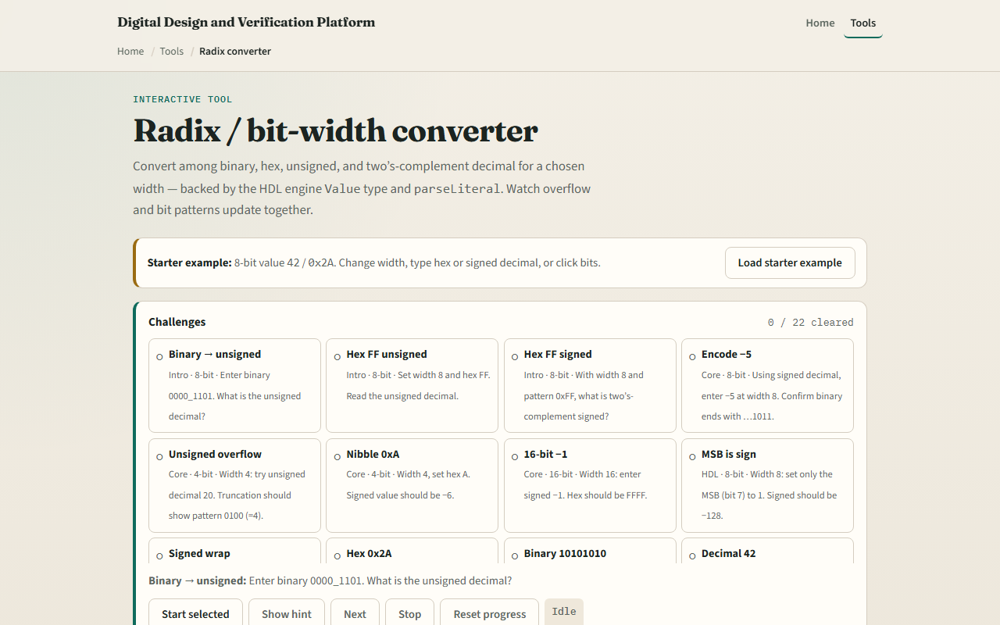 Digital Design and Verification Platform
Home Tools
Home / Tools / Radix converter
INTERACTIVE TOOL
Radix / bit-width converter
Convert among binary, hex, unsigned, and two’s-complement decimal for a chosen
width — backed by the HDL engine Value type and parseLiteral. Watch overflow
and bit patterns update together.
Starter example: 8-bit value 42 / 0x2A. Change width, type hex or signed decimal, or click bits.
Load starter example
Challenges
0 / 22 cleared
Binary → unsigned
Intro · 8-bit · Enter binary
0000_1101. What is the unsigned
decimal?
Hex FF unsigned
Intro · 8-bit · Set width 8 and hex FF.
Read the unsigned decimal.
Hex FF signed
Intro · 8-bit · With width 8 and
pattern 0xFF, what is two's-
complement signed?
Encode −5
Core · 8-bit · Using signed decimal,
enter −5 at width 8. Confirm binary
ends with …1011.
Unsigned overflow
Core · 4-bit · Width 4: try unsigned
decimal 20. Truncation should
show pattern 0100 (=4).
Nibble 0xA
Core · 4-bit · Width 4, set hex A.
Signed value should be −6.
16-bit −1
Core · 16-bit · Width 16: enter
signed −1. Hex should be FFFF.
MSB is sign
HDL · 8-bit · Width 8: set only the
MSB (bit 7) to 1. Signed should be
−128.
Signed wrap
Hex 0x2A
Binary 10101010
Decimal 42
Binary → unsigned: Enter binary 0000_1101. What is the unsigned decimal?
Start selected
Show hint
Next
Stop
Reset progress
Idle